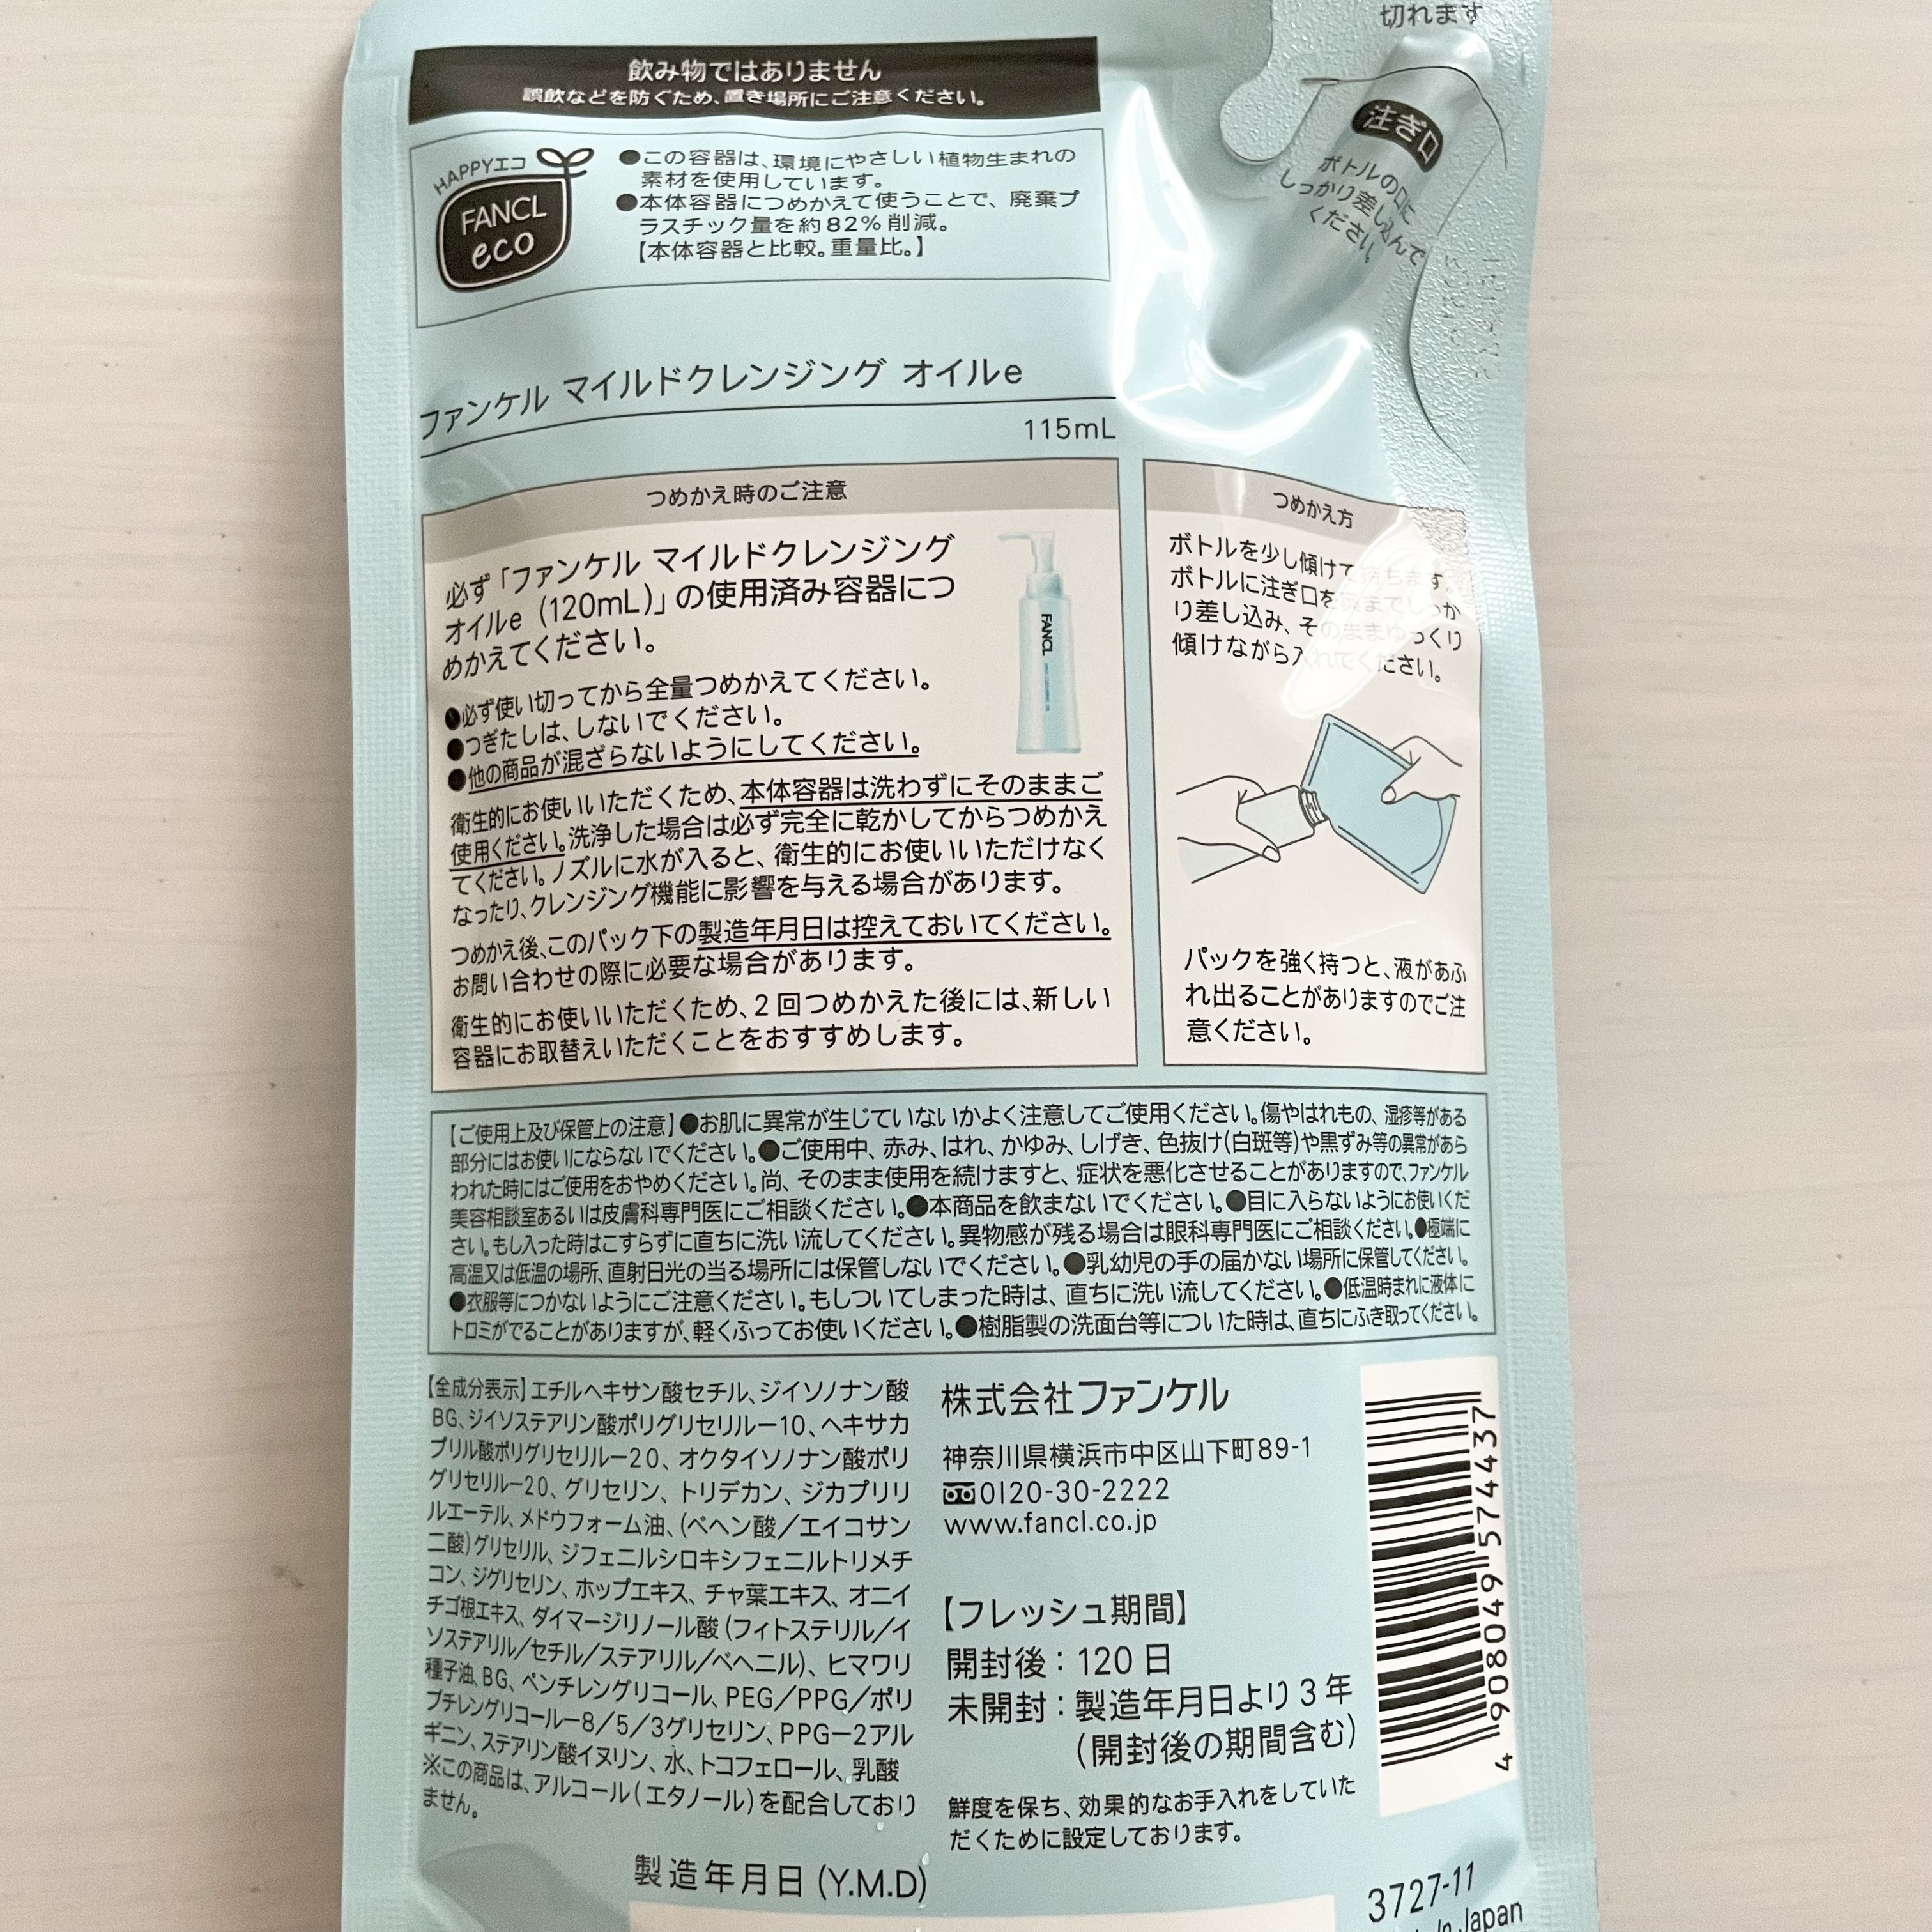 切れます
飲み物ではありません
誤飲などを防ぐため、置き場所にご注意ください。
注ぎ口
ボトルの口に
しっかり差し込んで
ください。
HAPPYエコ
FANCL
eco
●この容器は、環境にやさしい植物生まれの
素材を使用しています。
●本体容器につめかえて使うことで、廃棄プ
ラスチック量を約82%削減。
【本体容器と比較。重量比。】
ファンケル マイルドクレンジング オイルe
115mL
つめかえ時のご注意
必ず「ファンケル マイルドクレンジング
オイルe (120mL)」の使用済み容器につ
めかえてください。
FANCL
●必ず使い切ってから全量つめかえてください。
●つぎたしは、しないでください。
●他の商品が混ざらないようにしてください。
衛生的にお使いいただくため、本体容器は洗わずにそのままご
使用ください。洗浄した場合は必ず完全に乾かしてからつめかえ
てください。ノズルに水が入ると、衛生的にお使いいただけなく
なったり、クレンジング機能に影響を与える場合があります。
つめかえ後、このパック下の製造年月日は控えておいてください。
お問い合わせの際に必要な場合があります。
衛生的にお使いいただくため、2回つめかえた後には、新しい
容器にお取替えいただくことをおすすめします。
つめかえ方
ボトルを少し傾けて持ちます。
ボトルに注ぎ口を奥までしっか
り差し込み、そのままゆっくり
傾けながら入れてください。
パックを強く持つと、液があふ
れ出ることがありますのでご注
意ください。
【ご使用上及び保管上の注意】●お肌に異常が生じていないかよく注意してご使用ください。傷やはれもの、湿疹等がある
部分にはお使いにならないでください。●ご使用中、赤み、はれ、かゆみ、しげき、色抜け(白斑等)や黒ずみ等の異常があら
われた時にはご使用をおやめください。尚、そのまま使用を続けますと、症状を悪化させることがありますので、ファンケル
美容相談室あるいは皮膚科専門医にご相談ください。●本商品を飲まないでください。●目に入らないようにお使いくだ
さい。もし入った時はこすらずに直ちに洗い流してください。異物感が残る場合は眼科専門医にご相談ください。●極端に
高温又は低温の場所、直射日光の当る場所には保管しないでください。●乳幼児の手の届かない場所に保管してください。
●衣服等につかないようにご注意ください。もしついてしまった時は、直ちに洗い流してください。●低温時まれに液体に
トロミがでることがありますが、軽くふってお使いください。●樹脂製の洗面台等についた時は、直ちにふき取ってください。
【全成分表示】エチルヘキサン酸セチル、ジイソノナン酸
BG、ジイソステアリン酸ポリグリセリルー10、ヘキサカ
プリル酸ポリグリセリルー20、オクタイソノナン酸ポリ
グリセリルー20、グリセリン、トリデカン、ジカプリリ
ルエーテル、メドウフォーム油、(ベヘン酸/エイコサン
二酸)グリセリル、ジフェニルシロキシフェニルトリメチ
コン、ジグリセリン、ホップエキス、チャ葉エキス、オニイ
チゴ根エキス、ダイマージリノール酸(フィトステリル/イ
ソステアリル/セチル/ステアリル/ベヘニル)、ヒマワリ
種子油、BG、ペンチレングリコール、PEG/PPG/ポリ
ブチレングリコールー8/5/3グリセリン、PPGー2アル
ギニン、ステアリン酸イヌリン、水、トコフェロール、乳酸
※この商品は、アルコール(エタノール)を配合しており
ません。
株式会社ファンケル
神奈川県横浜市中区山下町89-1
0120-30-2222
www.fancl.co.jp
【フレッシュ期間】
開封後：120日
未開封：製造年月日より3年
(開封後の期間含む)
鮮度を保ち、効果的なお手入れをしていた
だくために設定しております。
4 908049 574437
製造年月日 (Y.M.D)
3727-11
in Japan